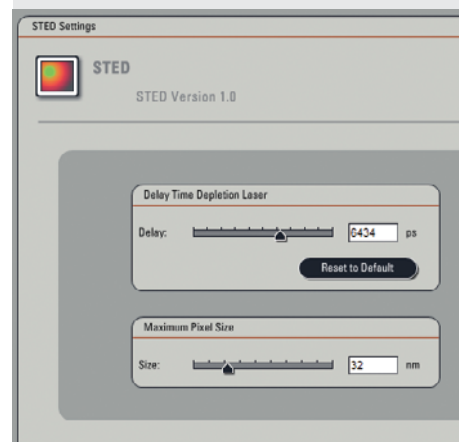 STED Settings
STED
STED Version 1.0
Delay Time Depletion Laser
Delay: 6434 ps
Reset to Default
Maximum Pixel Size
Size: 32 nm